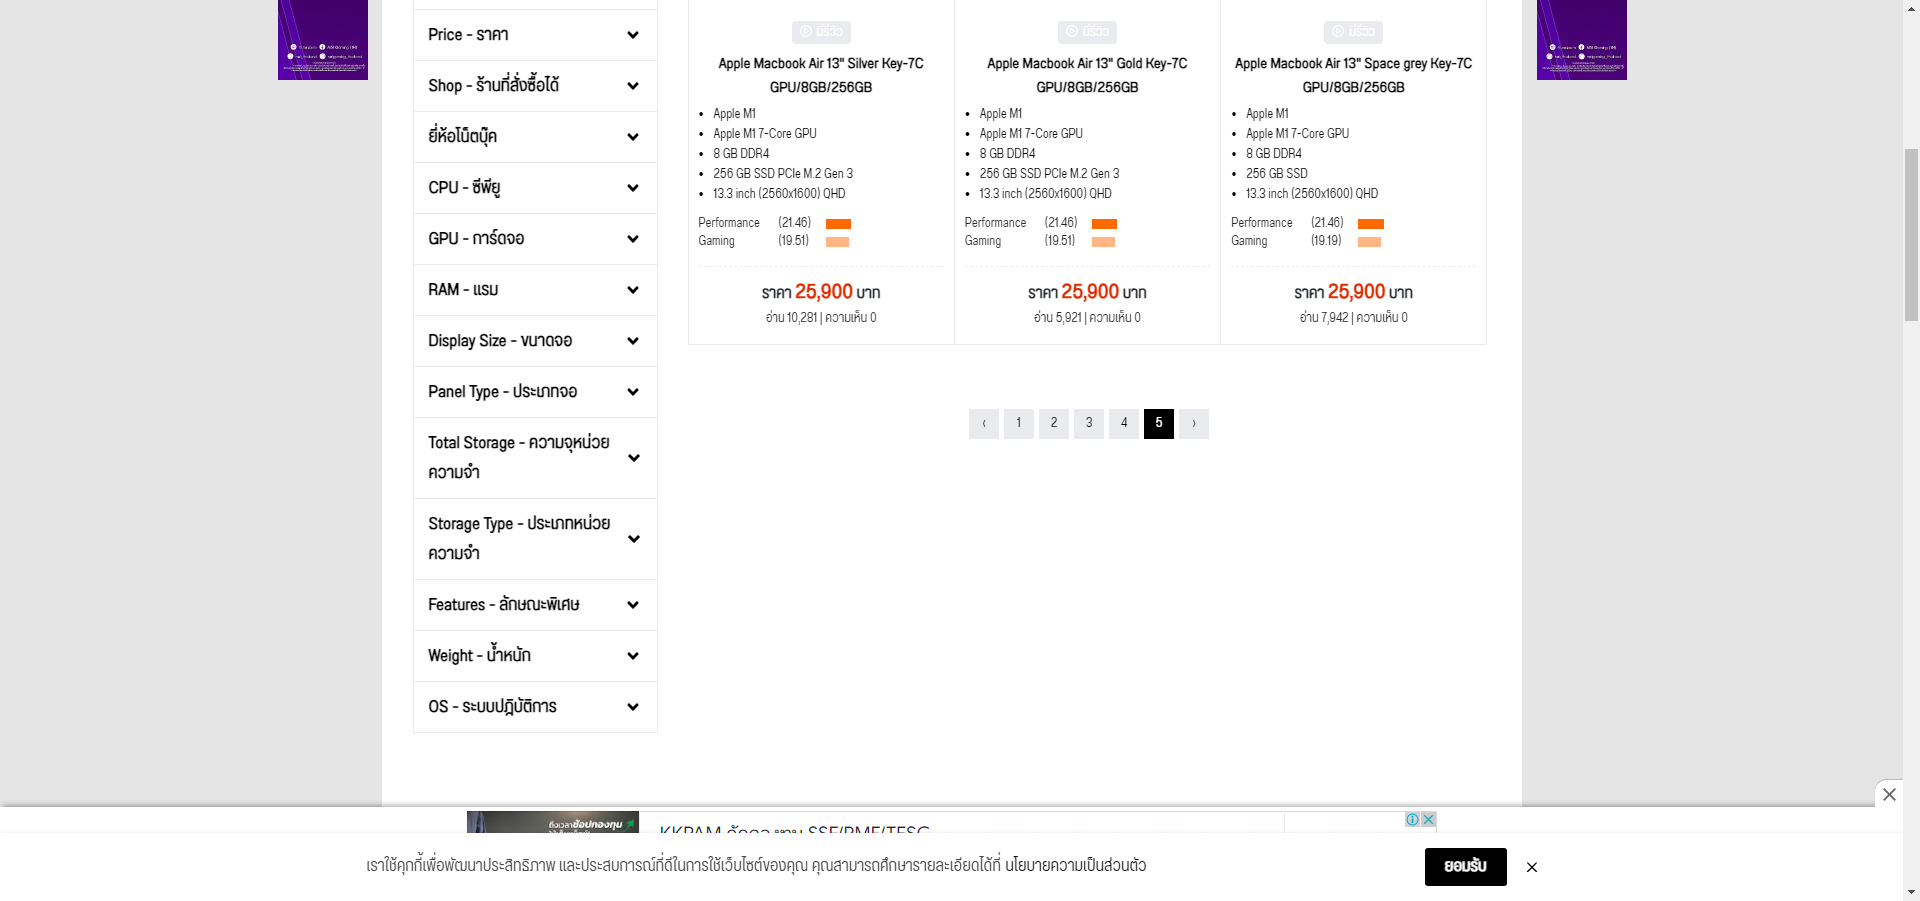 Price - ราคา
Shop - ร้านที่สั่งซื้อได้
ยี่ห้อโน็ตบุ๊ค
CPU - ซีพียู
GPU - การ์ดจอ
RAM - แรม
Display Size - ขนาดจอ
Panel Type - ประเภทจอ
Total Storage - ความจุหน่วย
ความจำ
Storage Type - ประเภทหน่วย
ความจำ
Features - ลักษณะพิเศษ
Weight - น้ำหนัก
OS - ระบบปฎิบัติการ
มีรีวิว
Apple Macbook Air 13" Silver Key-7C
GPU/8GB/256GB
• Apple M1
• Apple M1 7-Core GPU
• 8 GB DDR4
• 256 GB SSD PCIe M.2 Gen 3
• 13.3 inch (2560x1600) QHD
Performance (21.46)
Gaming (19.51)
ราคา 25,900 บาท
อ่าน 10,281 | ความเห็น 0
มีรีวิว
Apple Macbook Air 13" Gold Key-7C
GPU/8GB/256GB
• Apple M1
• Apple M1 7-Core GPU
• 8 GB DDR4
• 256 GB SSD PCIe M.2 Gen 3
• 13.3 inch (2560x1600) QHD
Performance (21.46)
Gaming (19.51)
ราคา 25,900 บาท
อ่าน 5,921 | ความเห็น 0
มีรีวิว
Apple Macbook Air 13" Space grey Key-7C
GPU/8GB/256GB
• Apple M1
• Apple M1 7-Core GPU
• 8 GB DDR4
• 256 GB SSD
• 13.3 inch (2560x1600) QHD
Performance (21.46)
Gaming (19.19)
ราคา 25,900 บาท
อ่าน 7,942 | ความเห็น 0
‹ 1 2 3 4 5 ›
ถึงเวลาช้อปกองทุน
เราใช้คุกกี้เพื่อพัฒนาประสิทธิภาพ และประสบการณ์ที่ดีในการใช้เว็บไซต์ของคุณ คุณสามารถศึกษารายละเอียดได้ที่ นโยบายความเป็นส่วนตัว
ยอมรับ